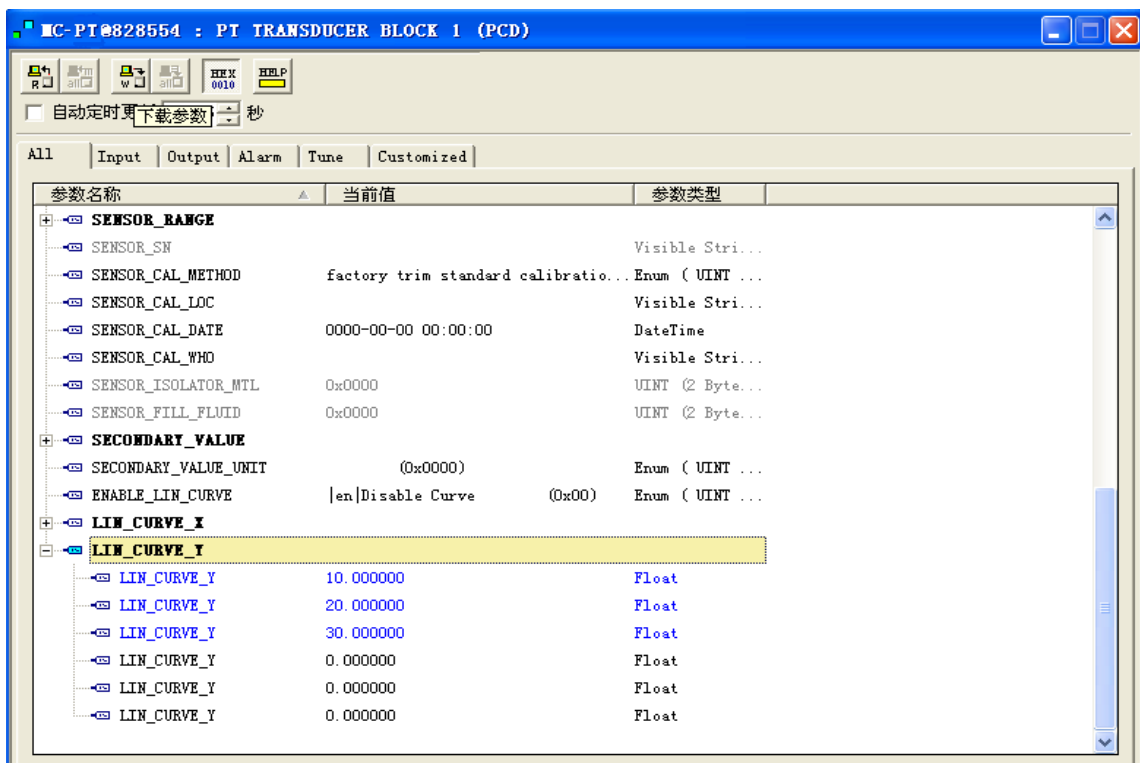 MC-PT@828554 : PT TRANSDUCER BLOCK 1 (PCD)
R all W all HEX 0010 HELP
自动定时更 下载参数 秒
All Input Output Alarm Tune Customized
参数名称 当前值 参数类型
SENSOR_RANGE
SENSOR_SN Visible Stri...
SENSOR_CAL_METHOD factory trim standard calibratio... Enum ( UINT ...
SENSOR_CAL_LOC Visible Stri...
SENSOR_CAL_DATE 0000-00-00 00:00:00 DateTime
SENSOR_CAL_WHO Visible Stri...
SENSOR_ISOLATOR_MTL 0x0000 UINT (2 Byte...
SENSOR_FILL_FLUID 0x0000 UINT (2 Byte...
SECONDARY_VALUE
SECONDARY_VALUE_UNIT (0x0000) Enum ( UINT ...
ENABLE_LIN_CURVE |en|Disable Curve (0x00) Enum ( UINT ...
LIN_CURVE_X
LIN_CURVE_Y
LIN_CURVE_Y 10.000000 Float
LIN_CURVE_Y 20.000000 Float
LIN_CURVE_Y 30.000000 Float
LIN_CURVE_Y 0.000000 Float
LIN_CURVE_Y 0.000000 Float
LIN_CURVE_Y 0.000000 Float